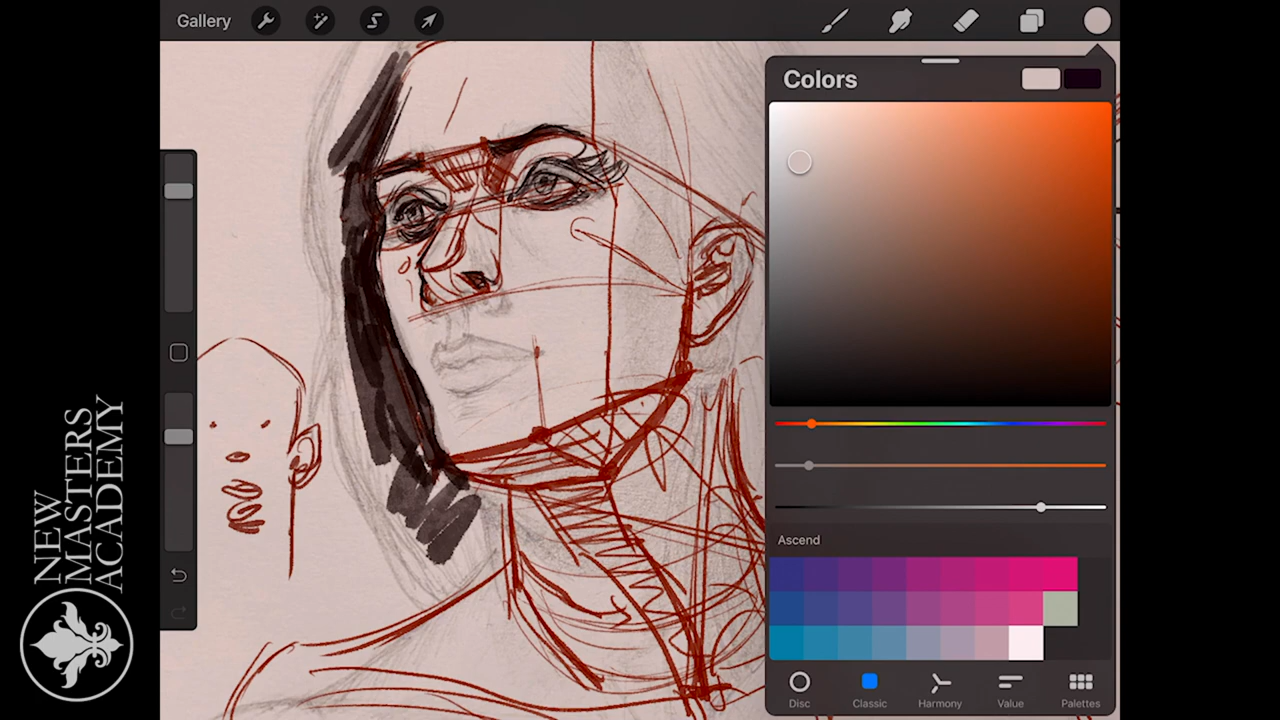 Gallery
Colors
Ascend
Disc
Classic
Harmony
Value
Palettes
NEW
MASTERS
ACADEMY